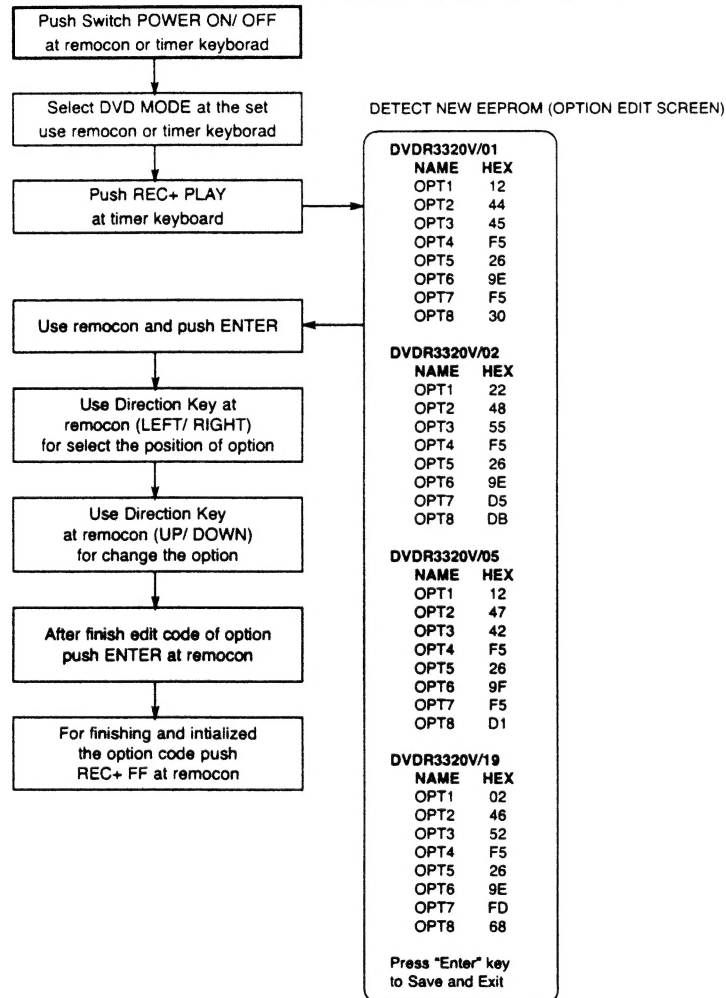 Push Switch POWER ON/ OFF
at remocon or timer keyborad
Select DVD MODE at the set
use remocon or timer keyborad
Push REC+ PLAY
at timer keyboard
DETECT NEW EEPROM (OPTION EDIT SCREEN)
DVDR3320V/01
NAME HEX
OPT1 12
OPT2 44
OPT3 45
OPT4 F5
OPT5 26
OPT6 9E
OPT7 F5
OPT8 30
DVDR3320V/02
NAME HEX
OPT1 22
OPT2 48
OPT3 55
OPT4 F5
OPT5 26
OPT6 9E
OPT7 D5
OPT8 DB
DVDR3320V/05
NAME HEX
OPT1 12
OPT2 47
OPT3 42
OPT4 F5
OPT5 26
OPT6 9F
OPT7 F5
OPT8 D1
DVDR3320V/19
NAME HEX
OPT1 02
OPT2 46
OPT3 52
OPT4 F5
OPT5 26
OPT6 9E
OPT7 FD
OPT8 68
Press "Enter" key
to Save and Exit
Use remocon and push ENTER
Use Direction Key at
remocon (LEFT/ RIGHT)
for select the position of option
Use Direction Key
at remocon (UP/ DOWN)
for change the option
After finish edit code of option
push ENTER at remocon
For finishing and intialized
the option code push
REC+ FF at remocon